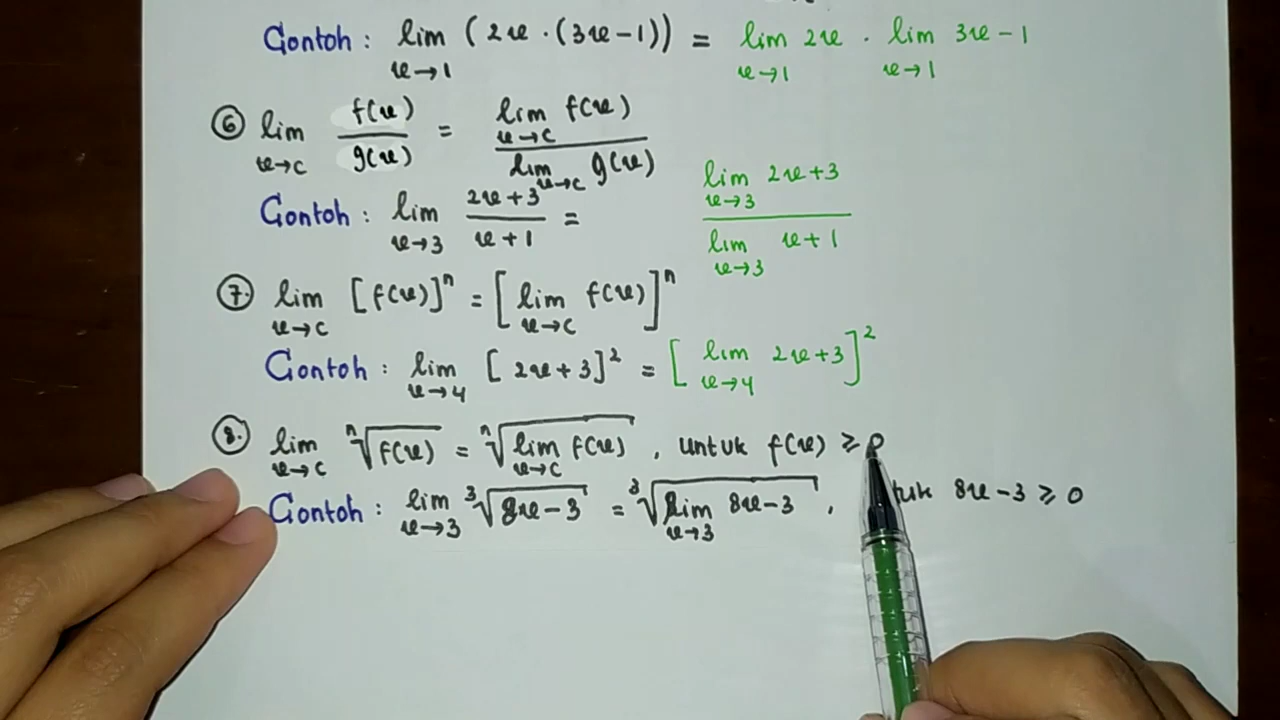 Contoh : lim x→1 (2x · (3x − 1)) = lim x→1 2x · lim x→1 3x − 1
⑥ lim x→c f(x)/g(x) = lim x→c f(x) / lim x→c g(x)
Contoh : lim x→3 2x + 3 / x + 1 = lim x→3 2x + 3 / lim x→3 x + 1
⑦. lim x→c [f(x)]ⁿ = [lim x→c f(x)]ⁿ
Contoh : lim x→4 [2x + 3]² = [lim x→4 2x + 3]²
⑧. lim x→c ⁿ√f(x) = ⁿ√lim x→c f(x) , untuk f(x) ≥ 0
Contoh : lim x→3 ³√8x − 3 = ³√lim x→3 8x − 3 , 8x − 3 ≥ 0